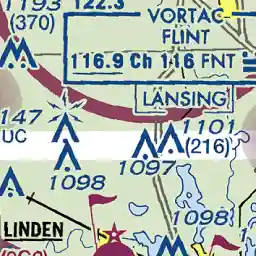 1193
122.3
(370)
VORTAC
FLINT
116.9 Ch 116 FNT
LANSING
147
UC
1101
(216)
1097
1098
1098
LINDEN